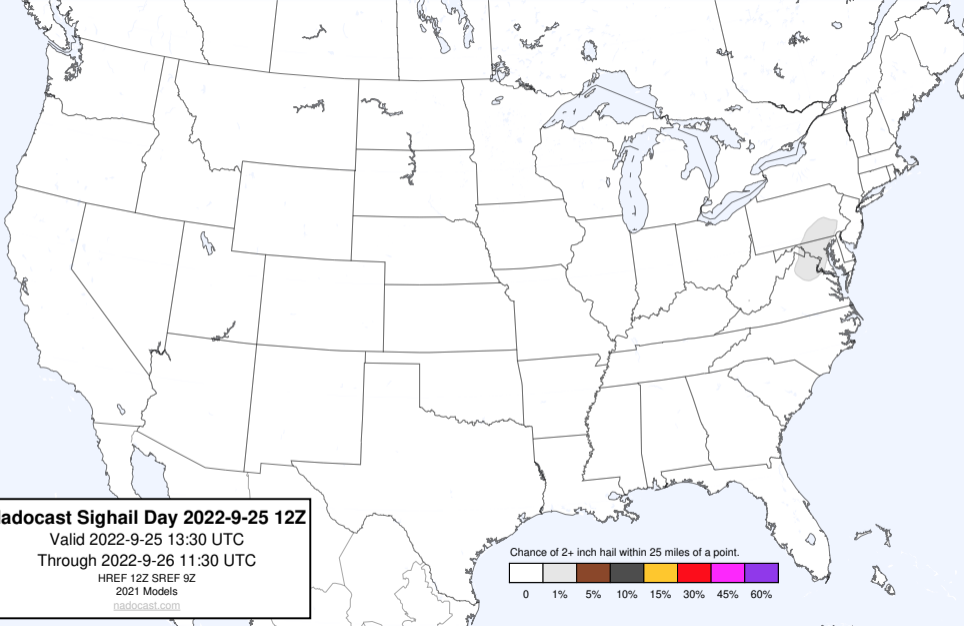 adocast Sighail Day 2022-9-25 12Z
Valid 2022-9-25 13:30 UTC
Through 2022-9-26 11:30 UTC
HREF 12Z SREF 9Z
2021 Models
nadocast.com
Chance of 2+ inch hail within 25 miles of a point.
0 1% 5% 10% 15% 30% 45% 60%